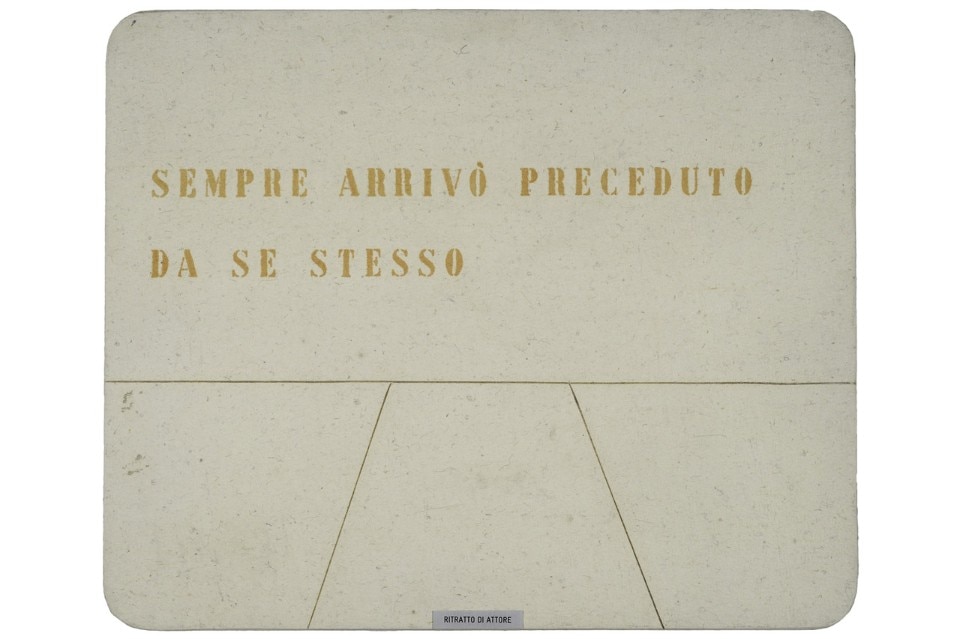 SEMPRE ARRIVÒ PRECEDUTO
DA SE STESSO
RITRATTO DI ATTORE